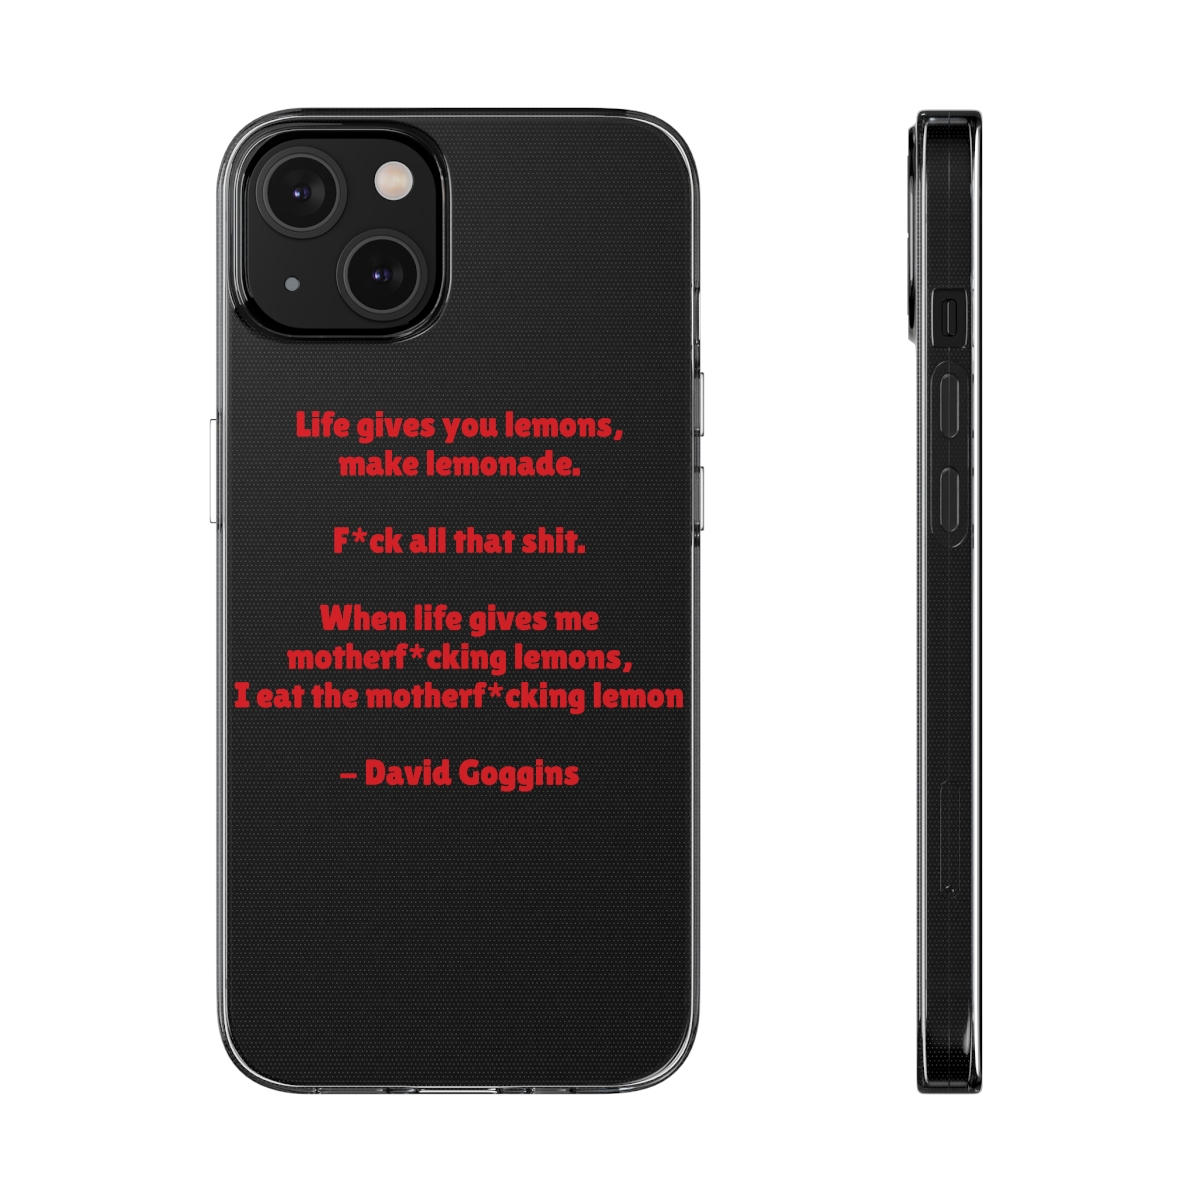 Life gives you lemons,
make lemonade.
F*ck all that shit.
When life gives me
motherf*cking lemons,
I eat the motherf*cking lemon
– David Goggins